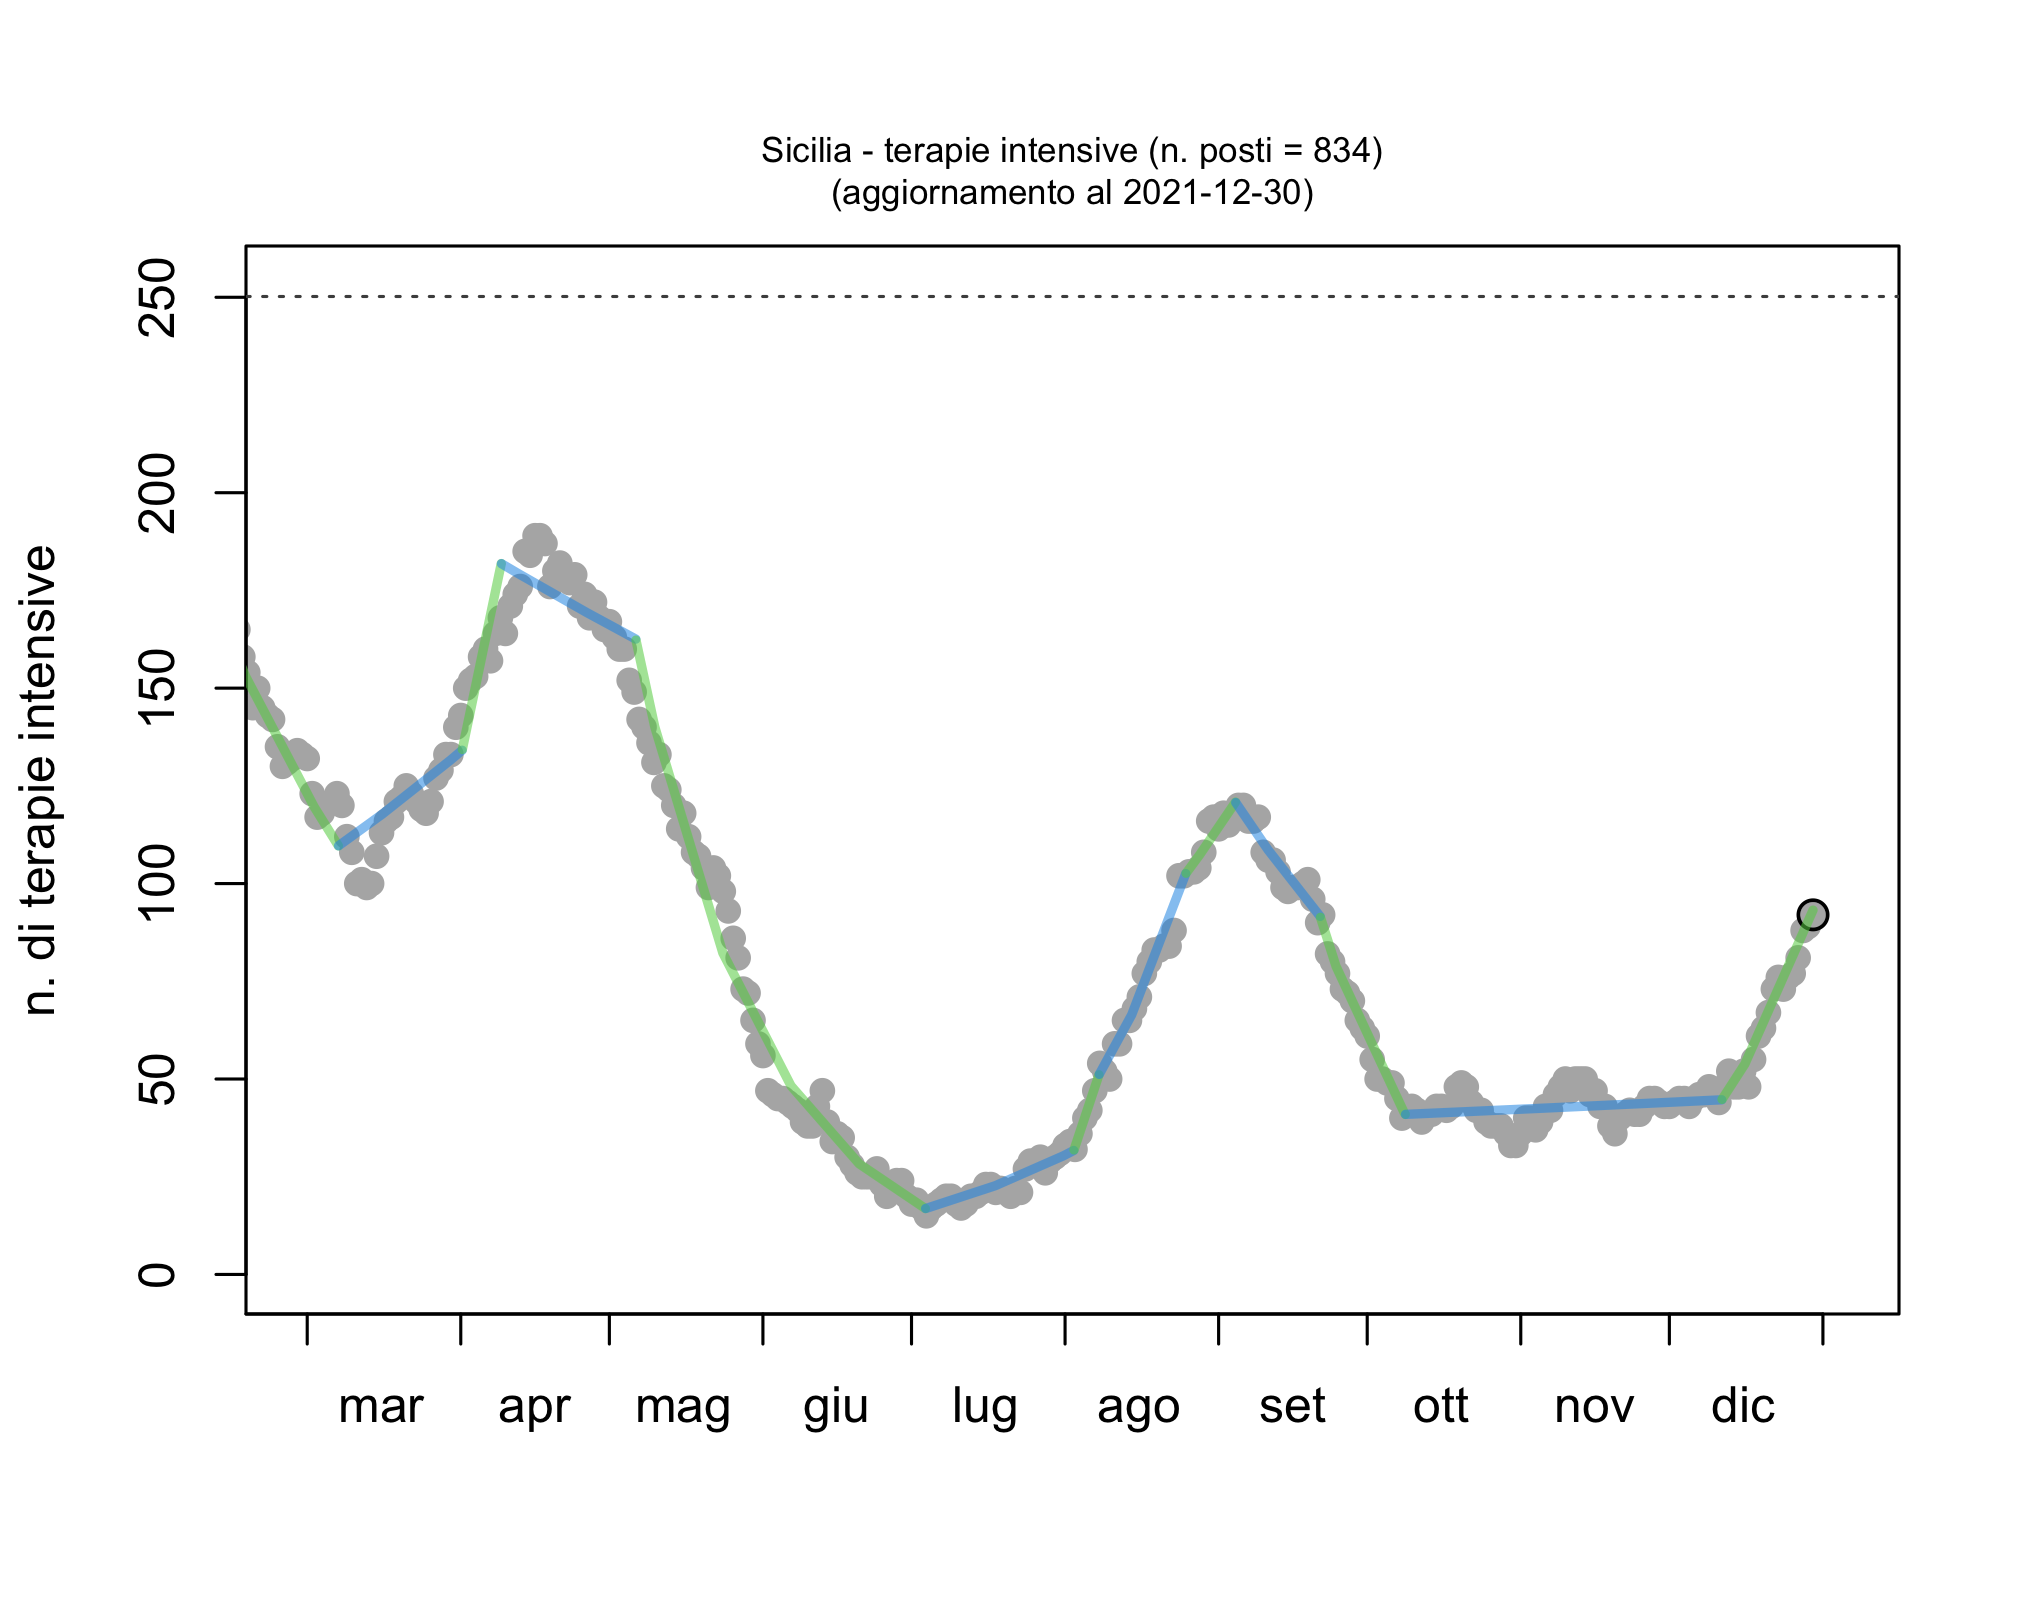 Sicilia - terapie intensive (n. posti = 834)
(aggiornamento al 2021-12-30)
n. di terapie intensive
250
200
150
100
50
0
mar apr mag giu lug ago set ott nov dic